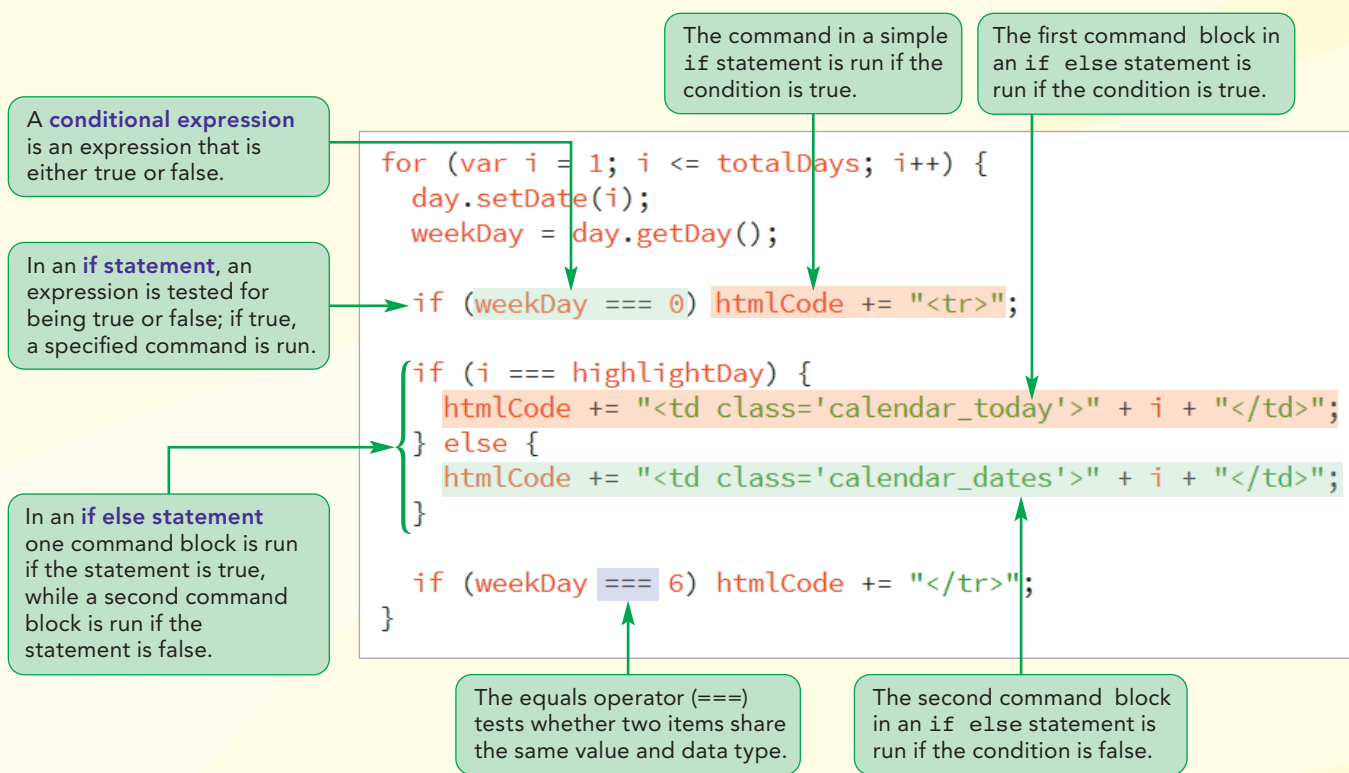 The command in a simple
if statement is run if the
condition is true.
The first command block in
an if else statement is
run if the condition is true.
A conditional expression
is an expression that is
either true or false.
In an if statement, an
expression is tested for
being true or false; if true,
a specified command is run.
In an if else statement
one command block is run
if the statement is true,
while a second command
block is run if the
statement is false.
for (var i = 1; i <= totalDays; i++) {
day.setDate(i);
weekDay = day.getDay();
if (weekDay === 0) htmlCode += "<tr>";
if (i === highlightDay) {
htmlCode += "<td class='calendar_today'>" + i + "</td>";
} else {
htmlCode += "<td class='calendar_dates'>" + i + "</td>";
}
if (weekDay === 6) htmlCode += "</tr>";
}
The equals operator (===)
tests whether two items share
the same value and data type.
The second command block
in an if else statement is
run if the condition is false.